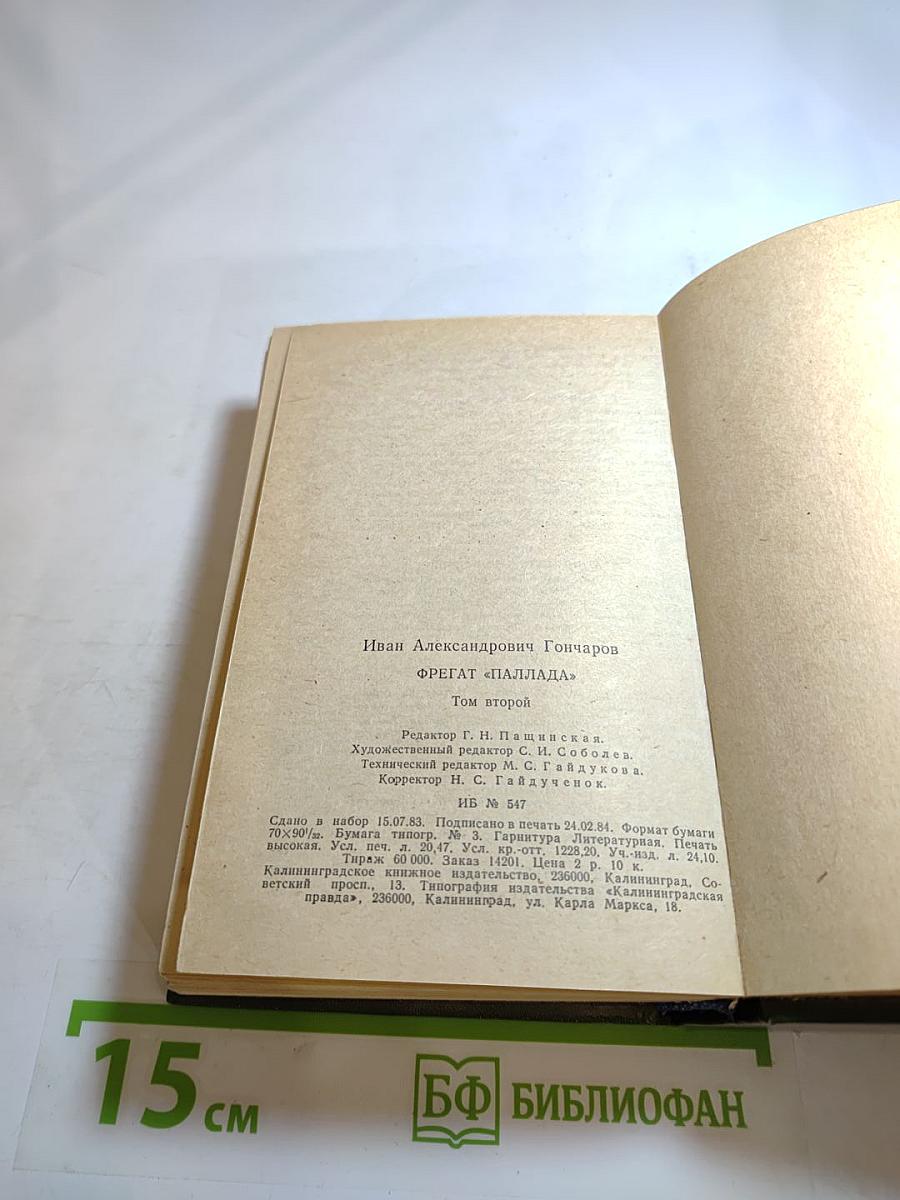 Иван Александрович Гончаров
ФРЕГАТ «ПАЛЛАДА»
Том второй
Редактор Г. Н. Пащинская.
Художественный редактор С. И. Соболев.
Технический редактор М. С. Гайдукова.
Корректор Н. С. Гайдученок.
ИБ № 547
Сдано в набор 15.07.83. Подписано в печать 24.02.84. Формат бумаги
70×90¹/₃₂. Бумага типогр. № 3. Гарнитура Литературная. Печать
высокая. Усл. печ. л. 20,47. Усл. кр.-отт. 1228,20. Уч.-изд. л. 24,10.
Тираж 60 000. Заказ 14201. Цена 2 р. 10 к.
Калининградское книжное издательство, 236000, Калининград, Со-
ветский просп., 13. Типография издательства «Калининградская
правда», 236000, Калининград, ул. Карла Маркса, 18.
15 см
БФ БИБЛИОФАН